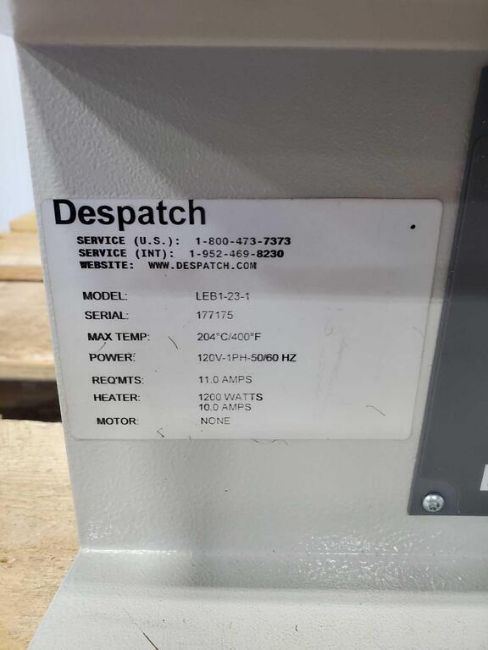 Despatch
SERVICE (U.S.): 1-800-473-7373
SERVICE (INT): 1-952-469-8230
WEBSITE: WWW.DESPATCH.COM
MODEL: LEB1-23-1
SERIAL: 177175
MAX TEMP: 204°C/400°F
POWER: 120V-1PH-50/60 HZ
REQ'MTS: 11.0 AMPS
HEATER: 1200 WATTS
10.0 AMPS
MOTOR: NONE